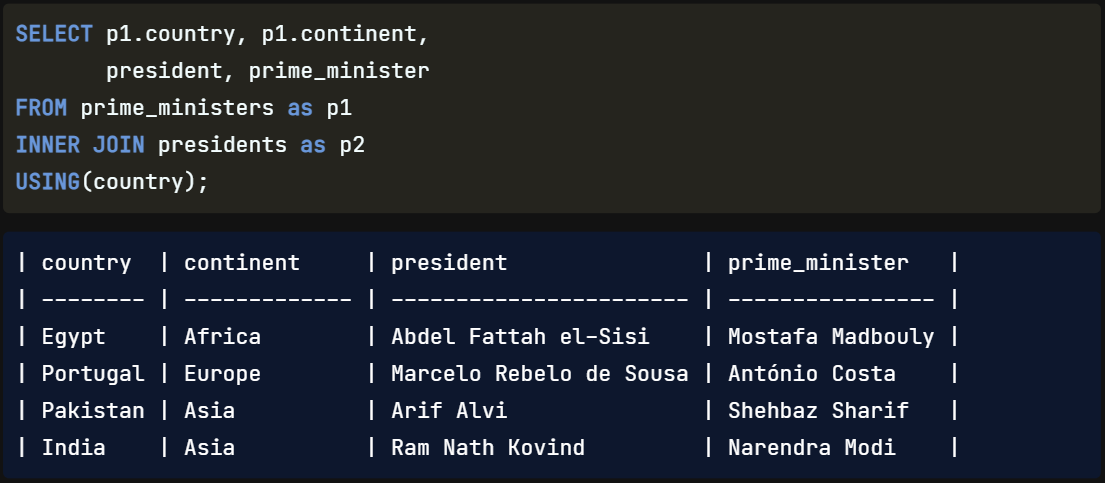 SELECT p1.country, p1.continent,
       president, prime_minister
FROM prime_ministers as p1
INNER JOIN presidents as p2
USING(country);
| country  | continent     | president               | prime_minister   |
| -------- | ------------- | ----------------------- | ---------------- |
| Egypt    | Africa        | Abdel Fattah el-Sisi    | Mostafa Madbouly |
| Portugal | Europe        | Marcelo Rebelo de Sousa | António Costa    |
| Pakistan | Asia          | Arif Alvi               | Shehbaz Sharif   |
| India    | Asia          | Ram Nath Kovind         | Narendra Modi    |